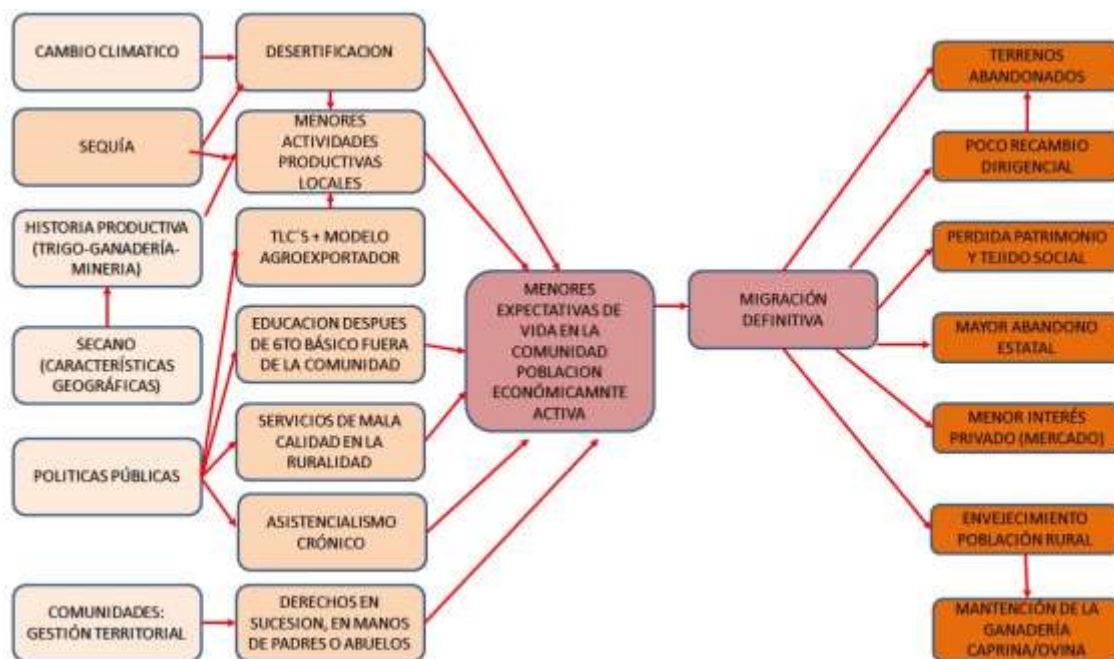 CAMBIO CLIMATICO
SEQUÍA
HISTORIA PRODUCTIVA
(TRIGO-GANADERÍA-
MINERIA)
SECANO
(CARACTERÍSTICAS
GEOGRÁFICAS)
POLITICAS PÚBLICAS
COMUNIDADES:
GESTIÓN TERRITORIAL
DESERTIFICACION
MENORES
ACTIVIDADES
PRODUCTIVAS
LOCALES
TLC´S + MODELO
AGROEXPORTADOR
EDUCACION DESPUES
DE 6TO BÁSICO FUERA
DE LA COMUNIDAD
SERVICIOS DE MALA
CALIDAD EN LA
RURALIDAD
ASISTENCIALISMO
CRÓNICO
DERECHOS EN
SUCESION, EN MANOS
DE PADRES O ABUELOS
MENORES
EXPECTATIVAS DE
VIDA EN LA
COMUNIDAD
POBLACION
ECONÓMICAMNTE
ACTIVA
MIGRACIÓN
DEFINITIVA
TERRENOS
ABANDONADOS
POCO RECAMBIO
DIRIGENCIAL
PERDIDA PATRIMONIO
Y TEJIDO SOCIAL
MAYOR ABANDONO
ESTATAL
MENOR INTERÉS
PRIVADO (MERCADO)
ENVEJECIMIENTO
POBLACIÓN RURAL
MANTENCIÓN DE LA
GANADERÍA
CAPRINA/OVINA